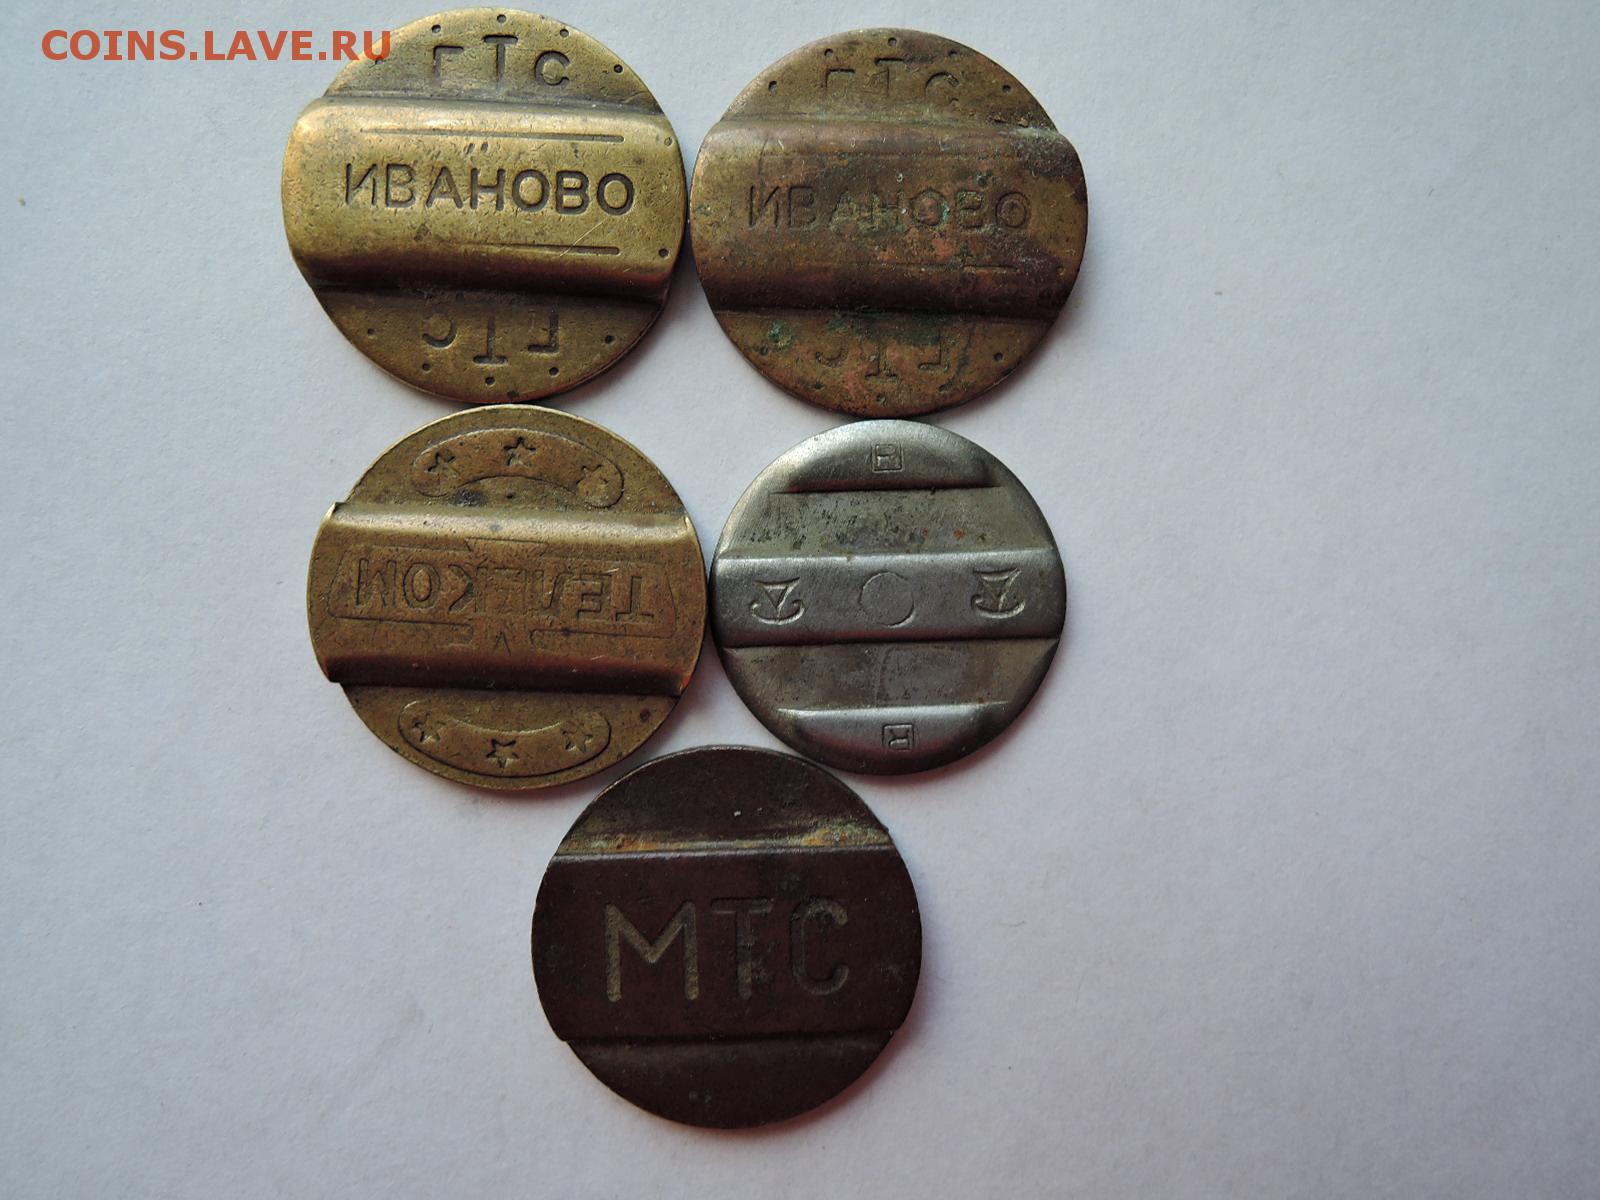 COINS.LAVE.RU
ГТС
ИВАНОВО
ГТС
ГТС
ИВАНОВО
ГТС
ТЕЛЕКОМ
R
R
МТС